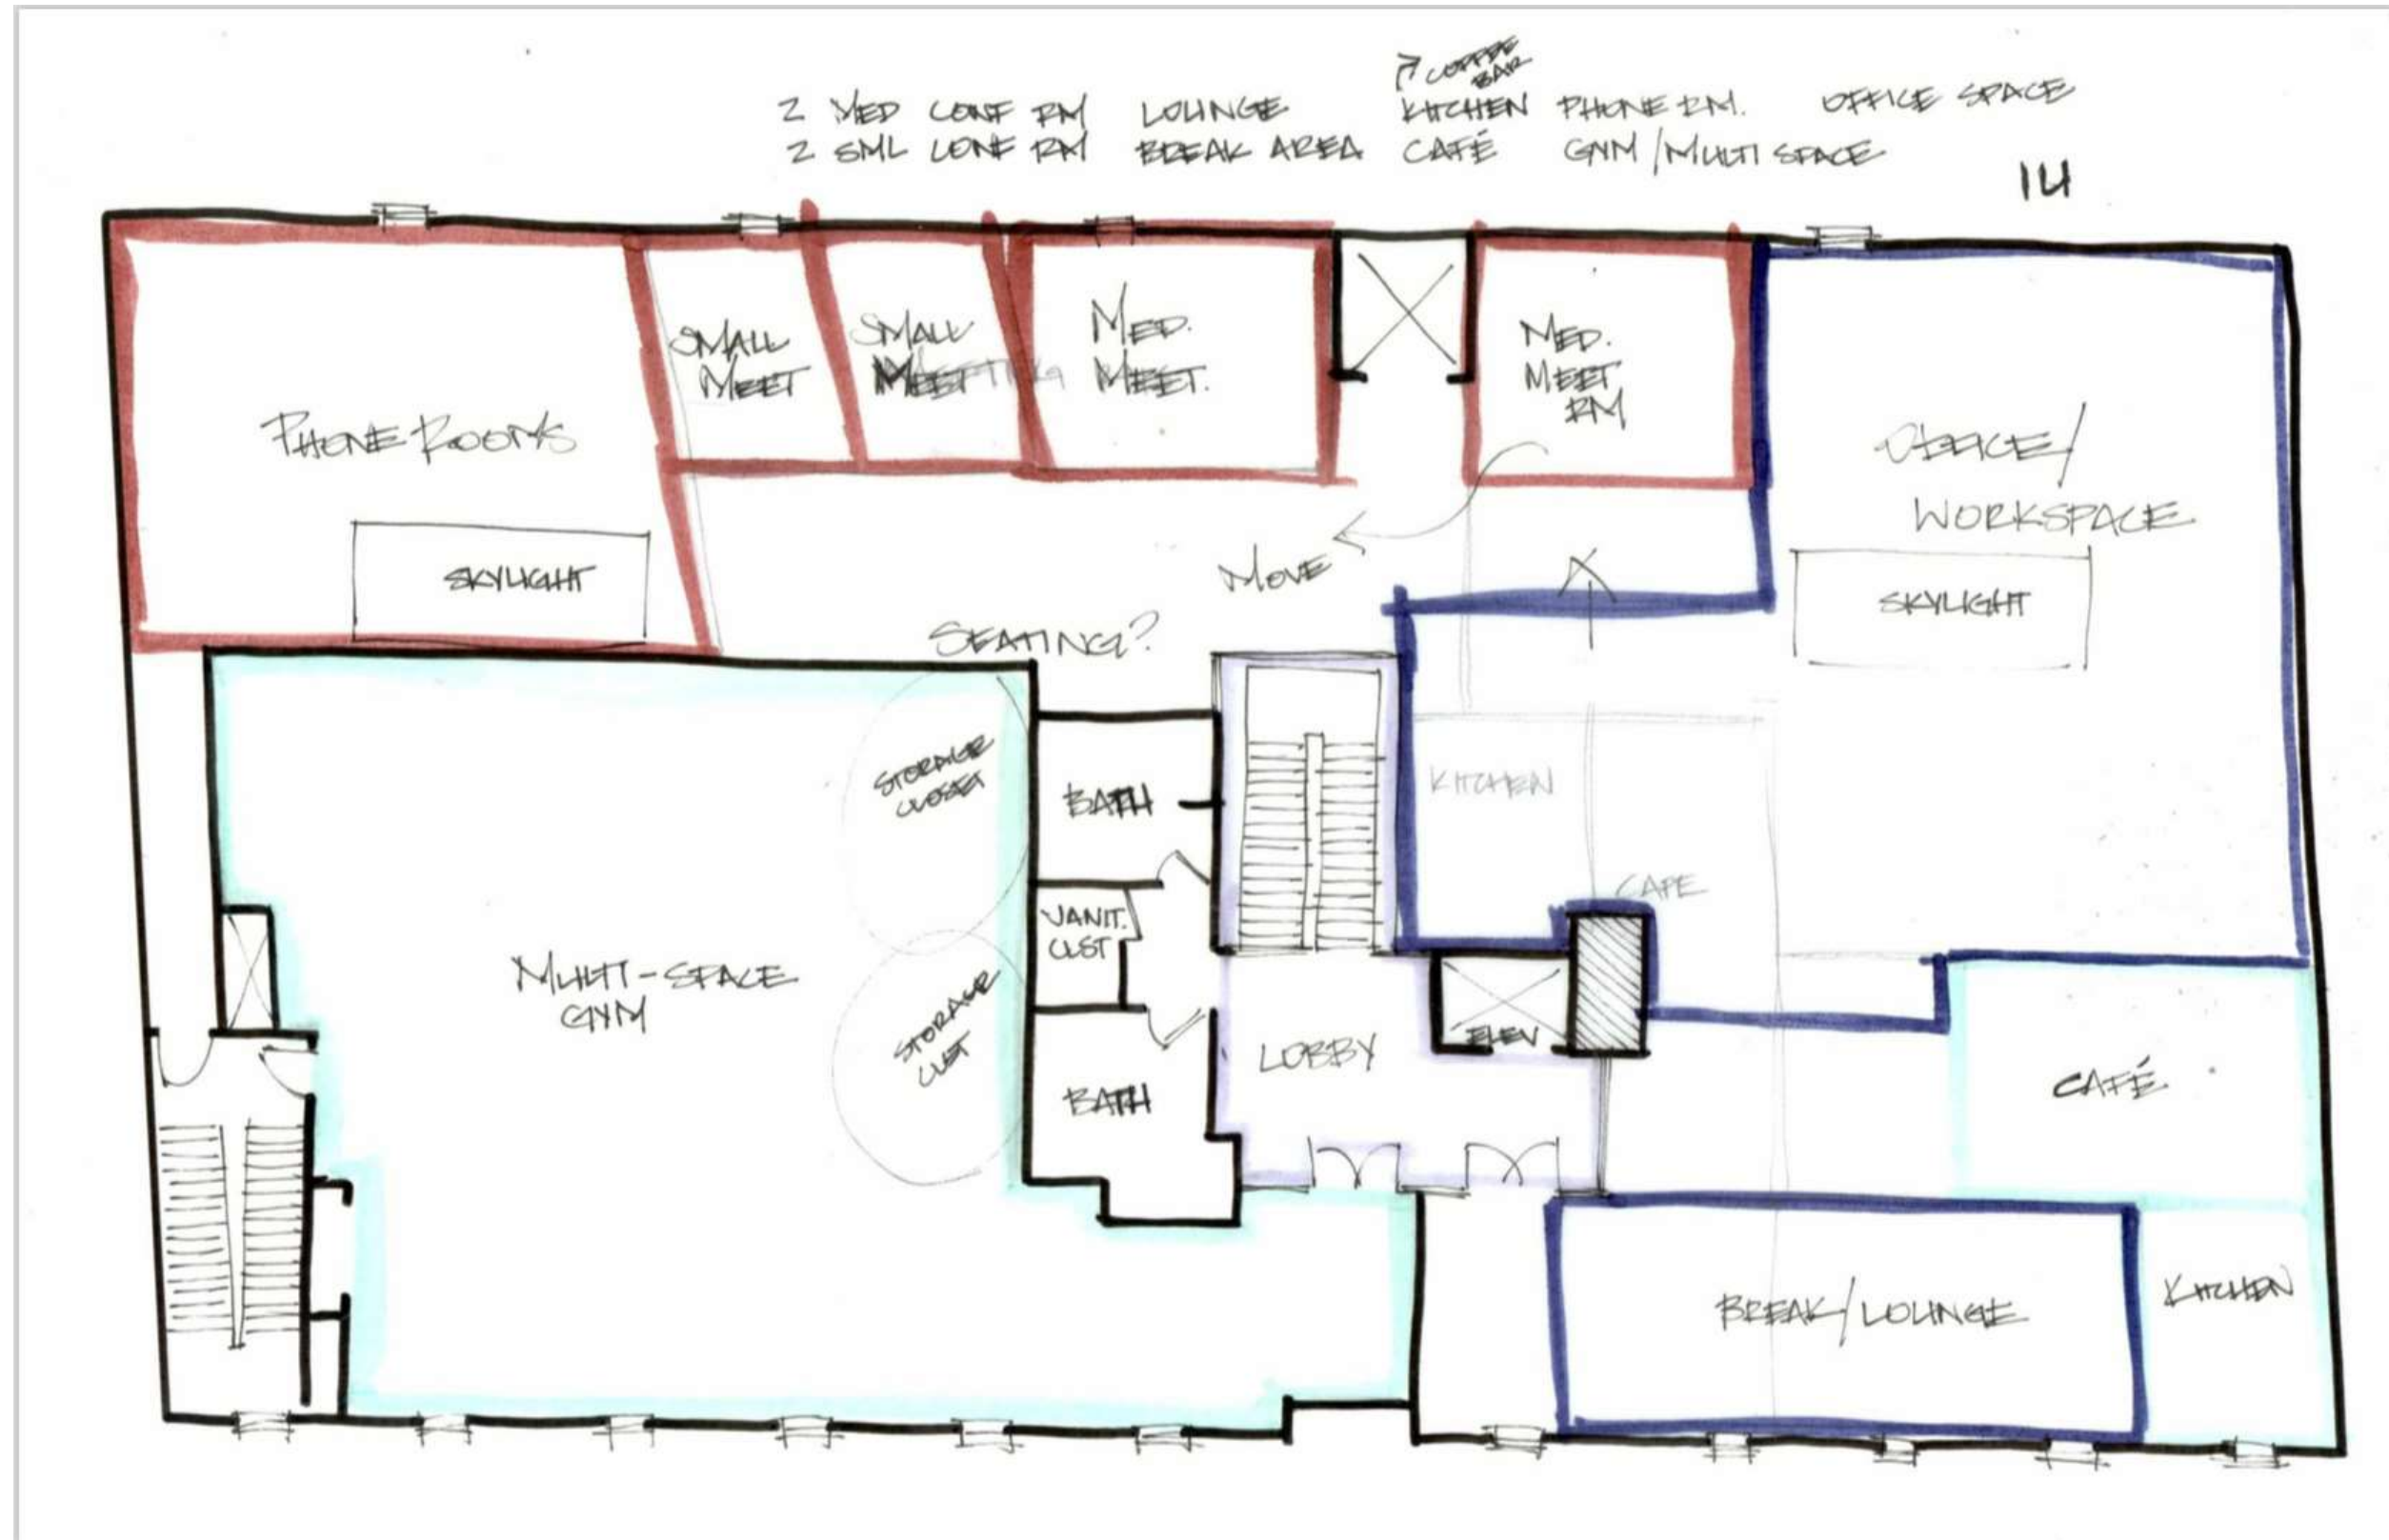 COFFEE
BAR
2 MED CONF RM LOUNGE KITCHEN PHONE RM. OFFICE SPACE
2 SML CONF RM BREAK AREA CAFÉ GYM/MULTI SPACE
14
SMALL
MEET
SMALL
MEETING
MED.
MEET.
MED.
MEET
RM
PHONE ROOMS
OFFICE/
WORKSPACE
SKYLIGHT
MOVE
SKYLIGHT
SEATING?
STORAGE
CLOSET
BATH
KITCHEN
CAFE
JANIT.
CLST
MULTI-SPACE
GYM
STORAGE
CLST
LOBBY
ELEV
BATH
CAFÉ
BREAK/LOUNGE
KITCHEN